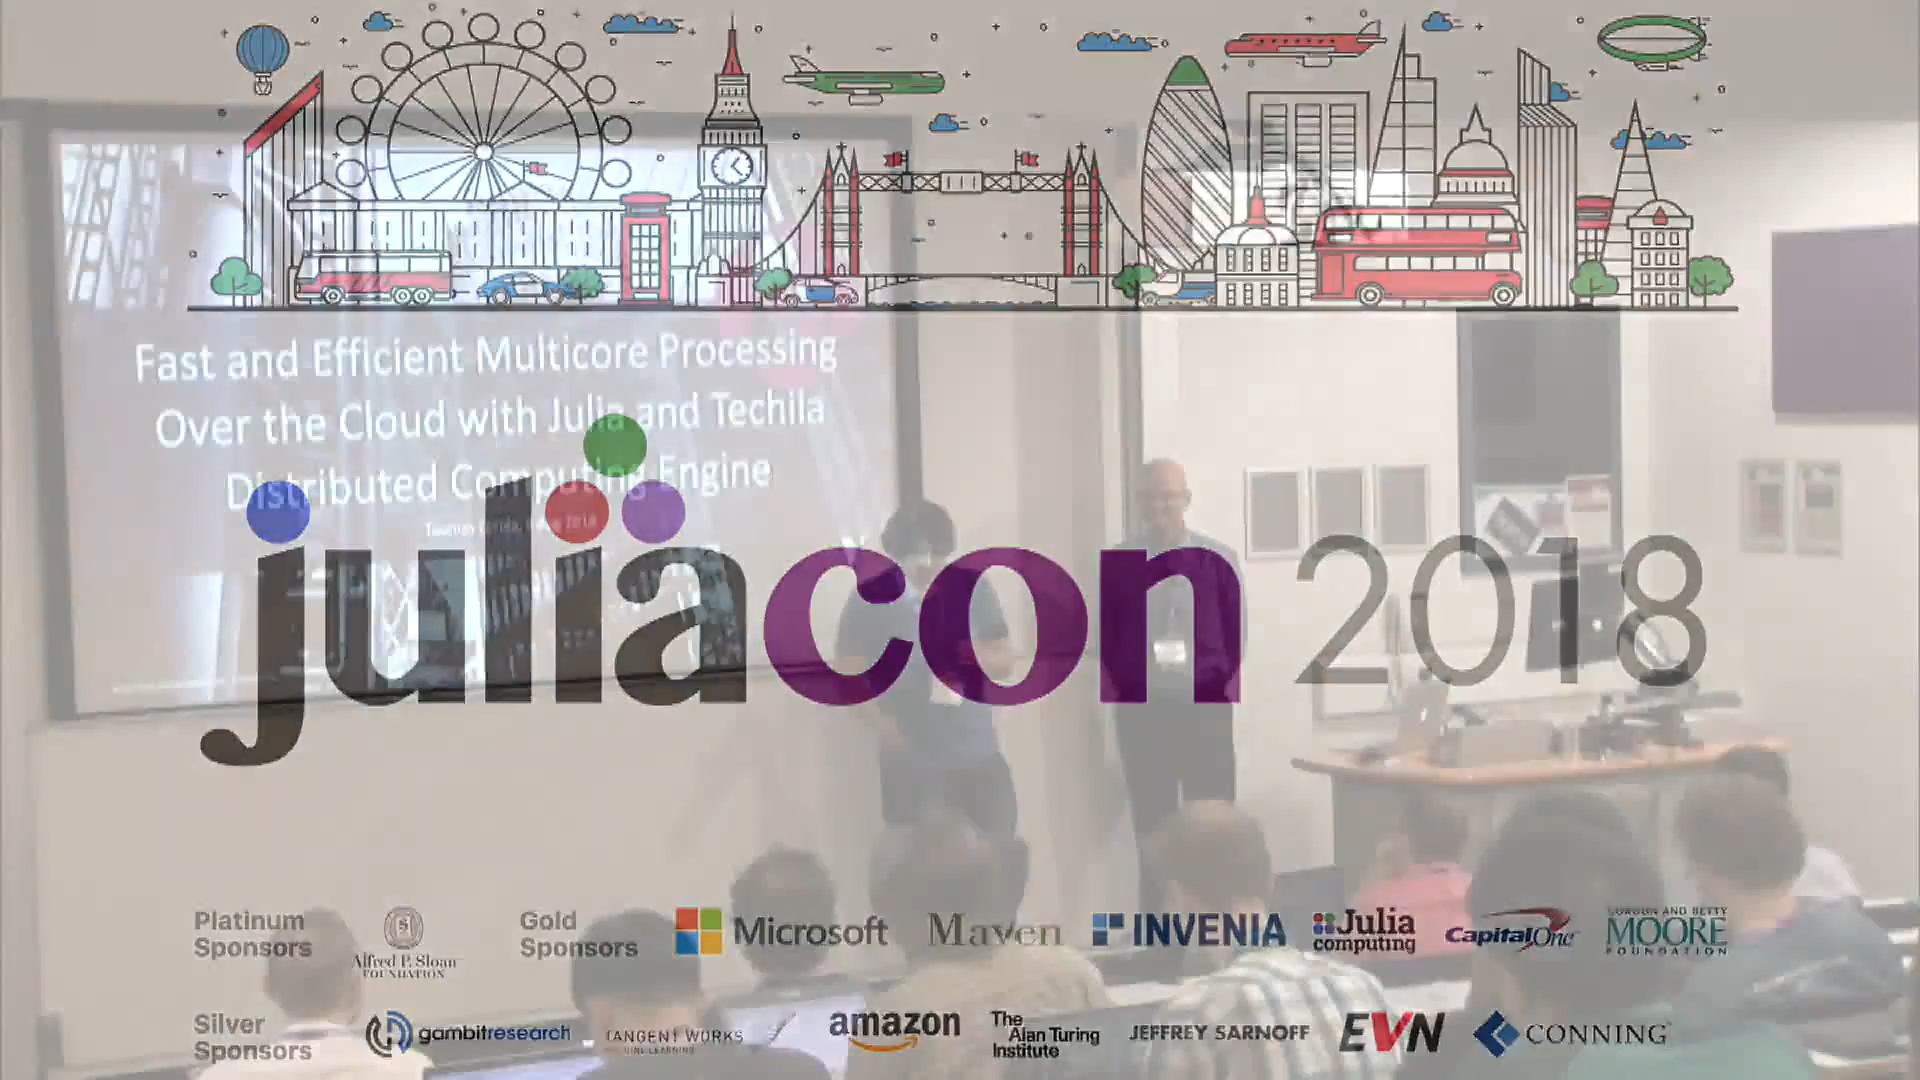 Fast and Efficient Multicore Processing
Over the Cloud with Julia and Techila
Distributed Computing Engine
juliacon 2018
Platinum
Sponsors
Alfred P. Sloan
FOUNDATION
Gold
Sponsors
Microsoft
Maven
INVENIA
Julia
computing
CapitalOne
GORDON AND BETTY
MOORE
FOUNDATION
Silver
Sponsors
gambitresearch
TANGENT WORKS
amazon
The
Alan Turing
Institute
JEFFREY SARNOFF
EVN
CONNING